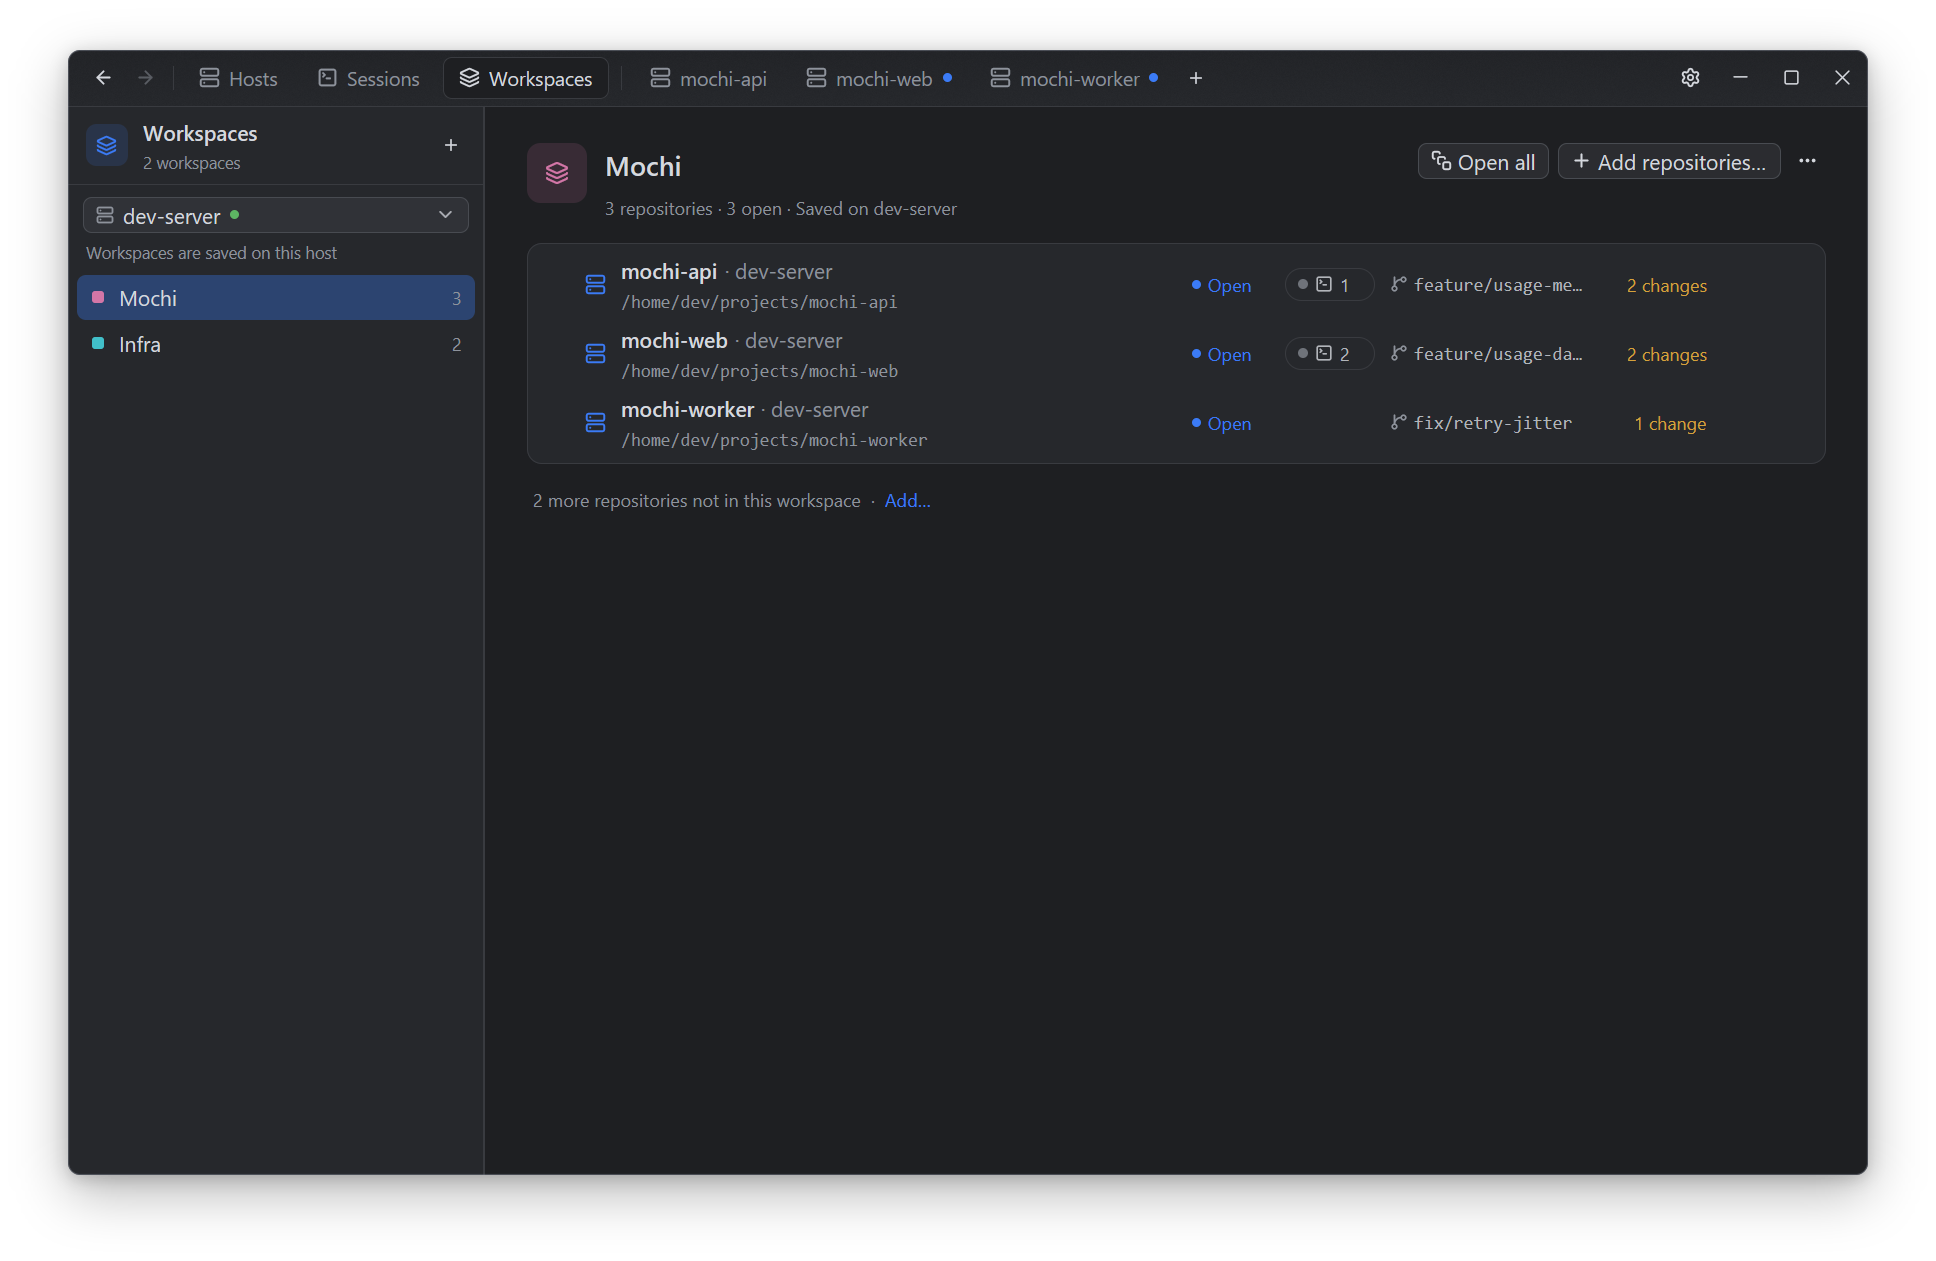 Hosts Sessions Workspaces mochi-api mochi-web mochi-worker
Workspaces
2 workspaces
dev-server
Workspaces are saved on this host
Mochi 3
Infra 2
Mochi
3 repositories · 3 open · Saved on dev-server
Open all
Add repositories...
mochi-api · dev-server
/home/dev/projects/mochi-api
Open 1 feature/usage-me… 2 changes
mochi-web · dev-server
/home/dev/projects/mochi-web
Open 2 feature/usage-da… 2 changes
mochi-worker · dev-server
/home/dev/projects/mochi-worker
Open fix/retry-jitter 1 change
2 more repositories not in this workspace · Add...